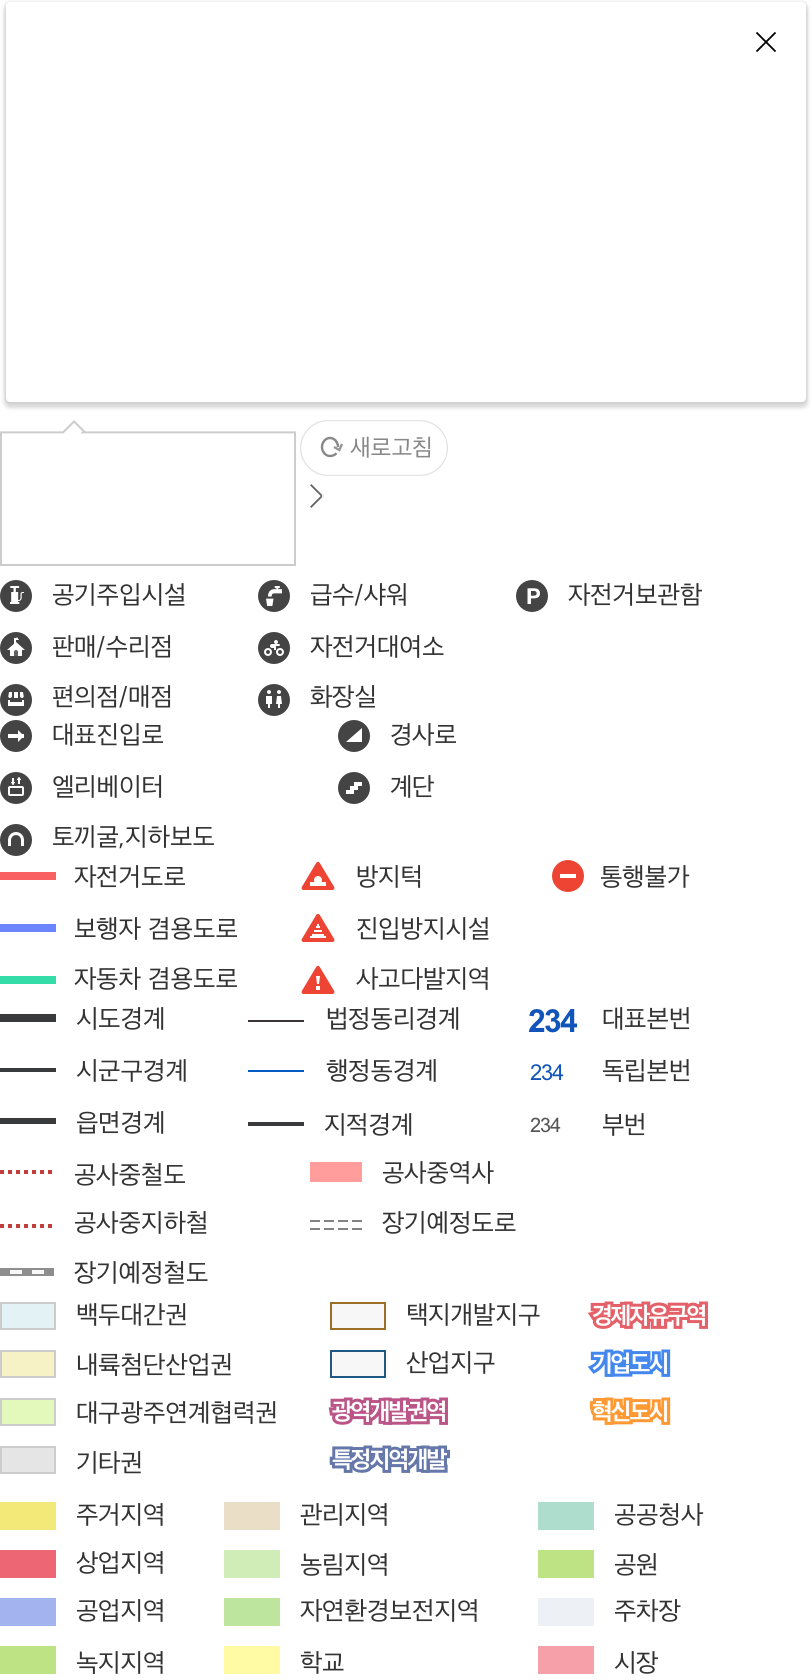 새로고침
공기주입시설 급수/샤워 자전거보관함
판매/수리점 자전거대여소
편의점/매점 화장실
대표진입로 경사로
엘리베이터 계단
토끼굴,지하보도
자전거도로 방지턱 통행불가
보행자 겸용도로 진입방지시설
자동차 겸용도로 사고다발지역
시도경계 법정동리경계 234 대표본번
시군구경계 행정동경계 234 독립본번
읍면경계 지적경계 234 부번
공사중철도 공사중역사
공사중지하철 장기예정도로
장기예정철도
백두대간권 택지개발지구 경제자유구역
내륙첨단산업권 산업지구 기업도시
대구광주연계협력권 광역개발권역 혁신도시
기타권 특정지역개발
주거지역 관리지역 공공청사
상업지역 농림지역 공원
공업지역 자연환경보전지역 주차장
녹지지역 학교 시장